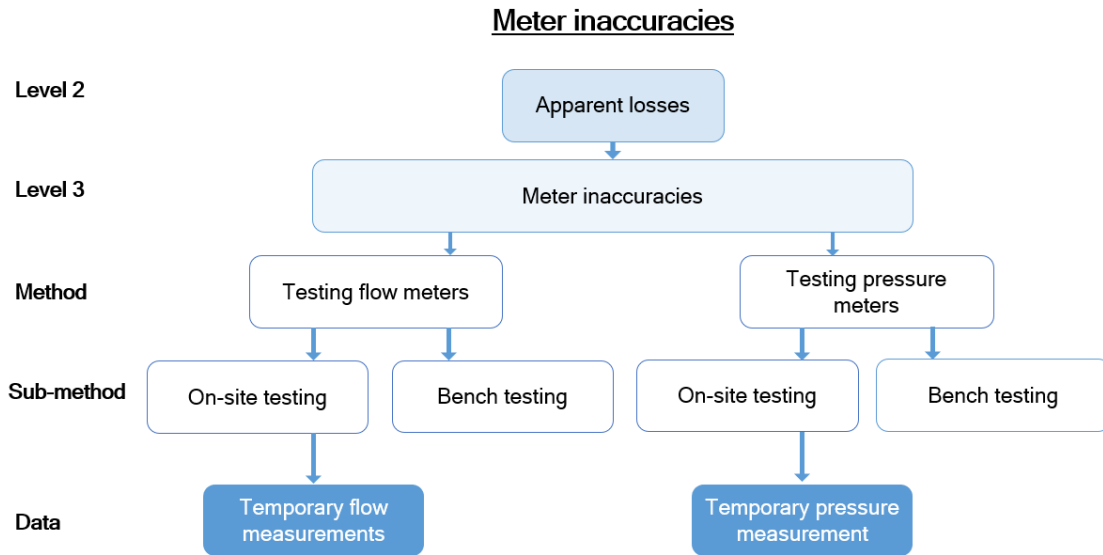 Meter inaccuracies
Level 2
Apparent losses
Level 3
Meter inaccuracies
Method
Testing flow meters
Testing pressure
meters
Sub-method
On-site testing
Bench testing
On-site testing
Bench testing
Data
Temporary flow
measurements
Temporary pressure
measurement